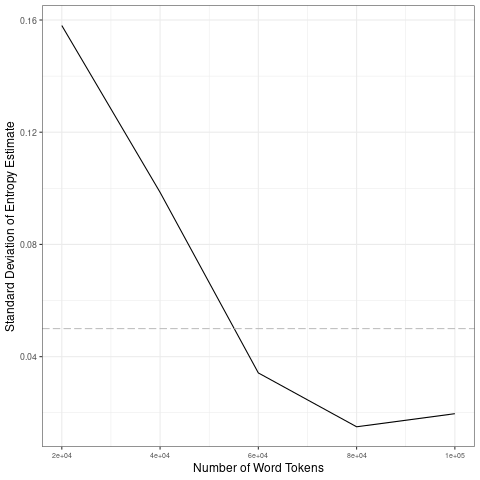 Standard Deviation of Entropy Estimate
0.16
0.12
0.08
0.04
2e+04 4e+04 6e+04 8e+04 1e+05
Number of Word Tokens